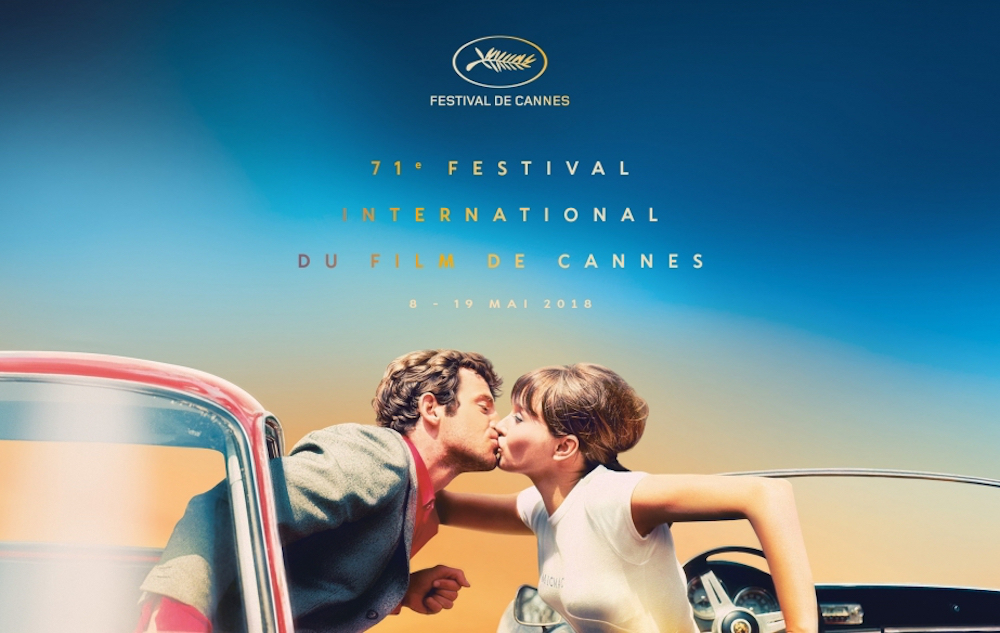 FESTIVAL DE CANNES
71e FESTIVAL
INTERNATIONAL
DU FILM DE CANNES
8 - 19 MAI 2018